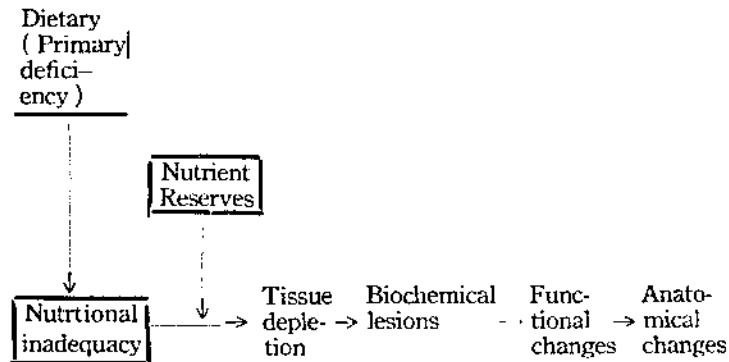 Dietary
( Primary
defici–
ency )
Nutrient
Reserves
Nutrtional
inadequacy
Tissue
deple-
tion
Biochemical
lesions
Func-
tional
changes
Anato-
mical
changes